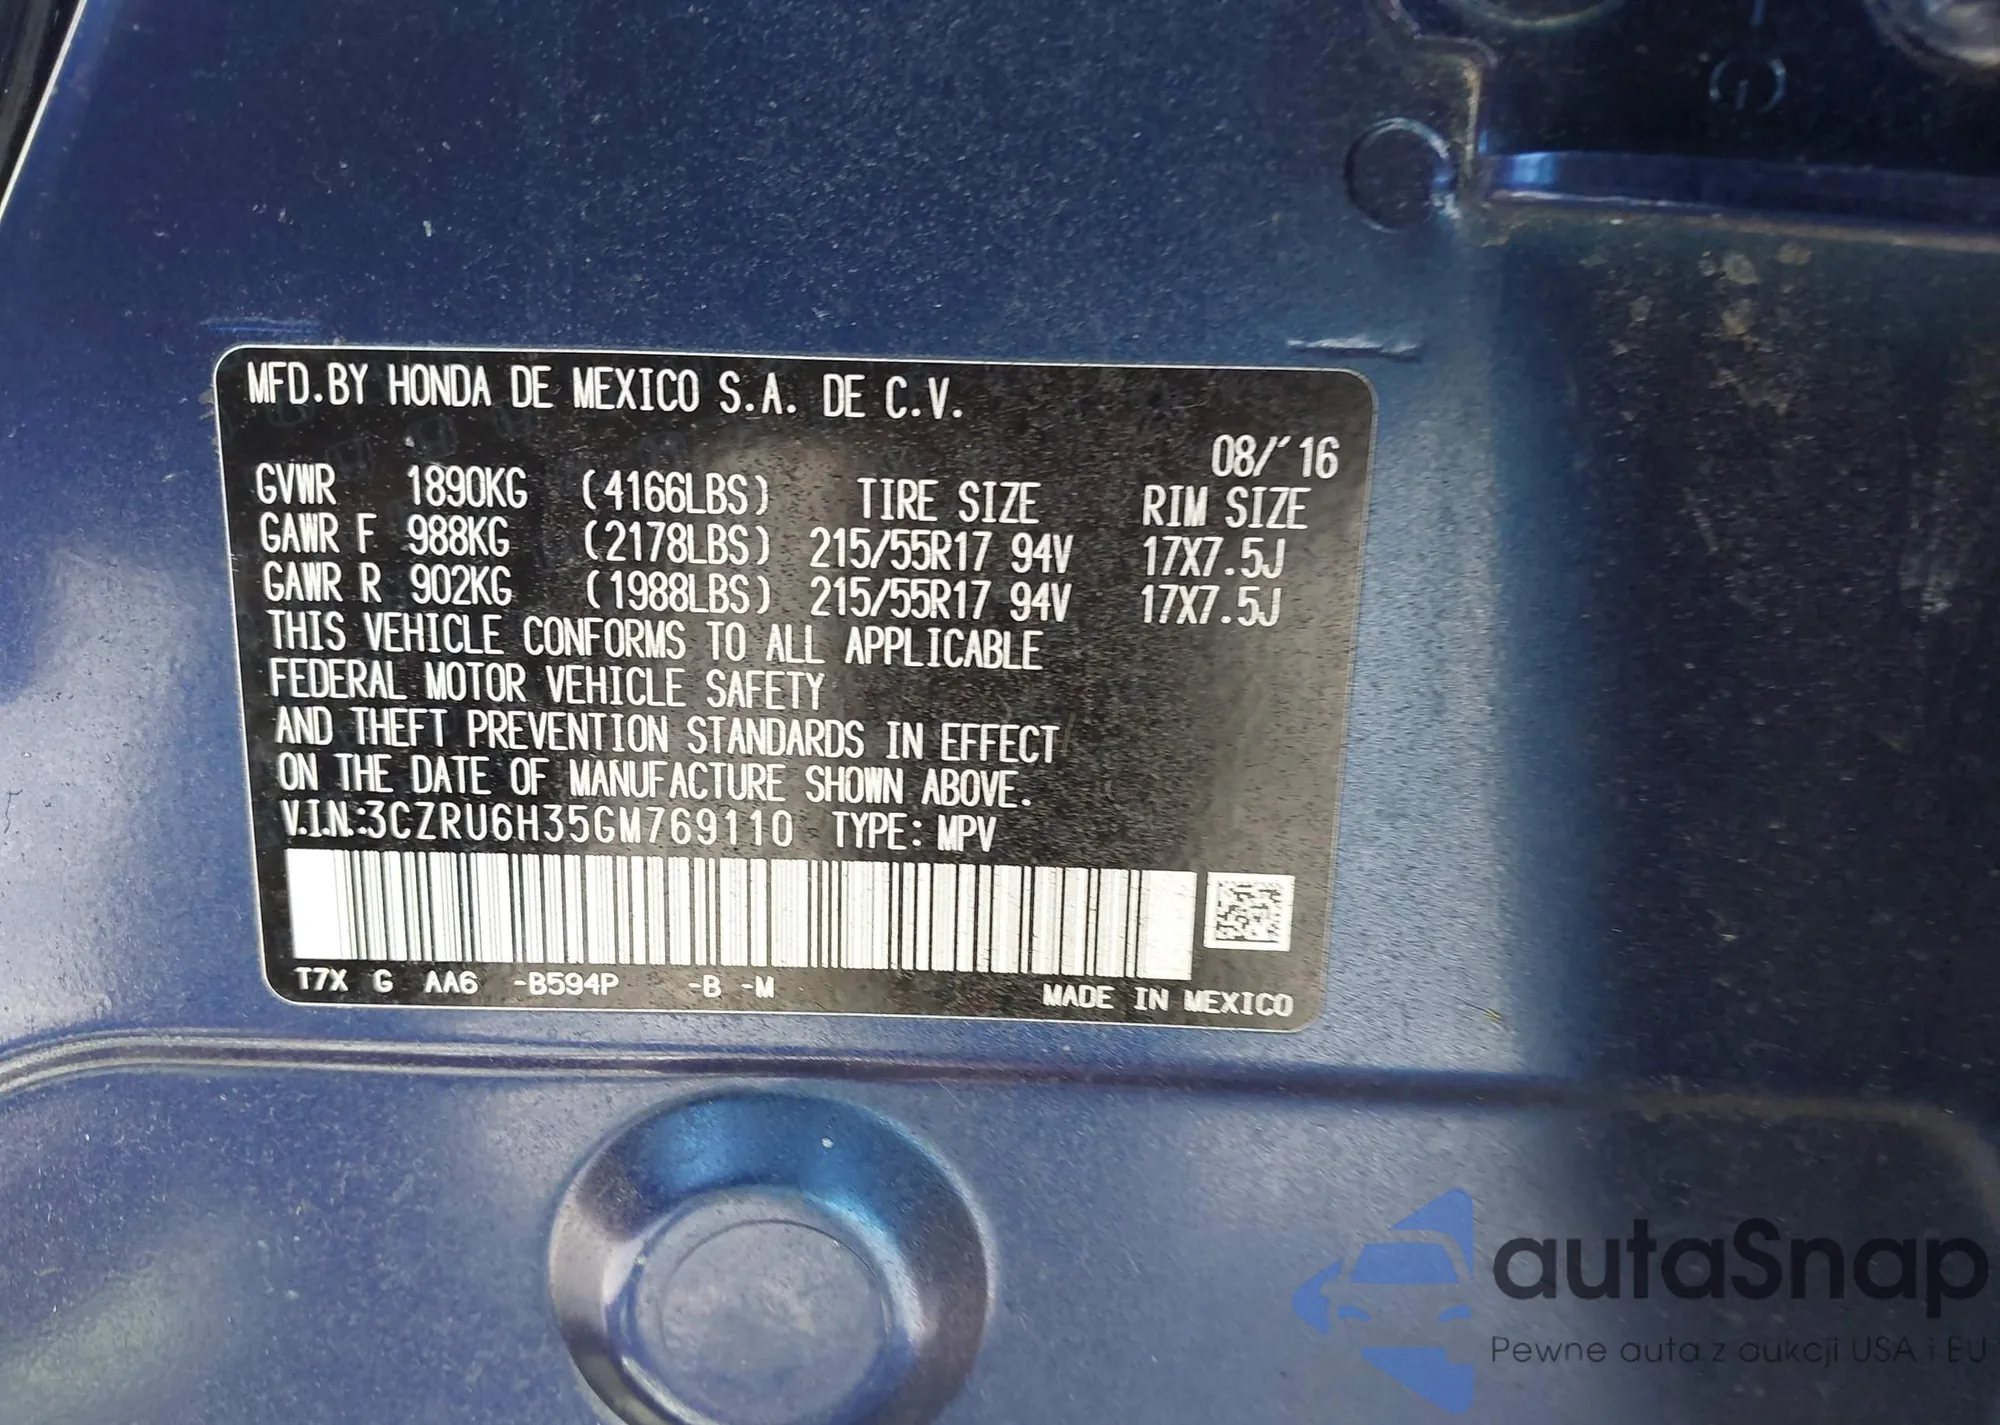 MFD.BY HONDA DE MEXICO S.A. DE C.V.
08/'16
GVWR 1890KG (4166LBS) TIRE SIZE RIM SIZE
GAWR F 988KG (2178LBS) 215/55R17 94V 17X7.5J
GAWR R 902KG (1988LBS) 215/55R17 94V 17X7.5J
THIS VEHICLE CONFORMS TO ALL APPLICABLE
FEDERAL MOTOR VEHICLE SAFETY
AND THEFT PREVENTION STANDARDS IN EFFECT
ON THE DATE OF MANUFACTURE SHOWN ABOVE.
V.I.N.:3CZRU6H35GM769110 TYPE: MPV
T7X G AA6 -B594P -B -M MADE IN MEXICO
autaSnap
Pewne auta z aukcji USA i EU